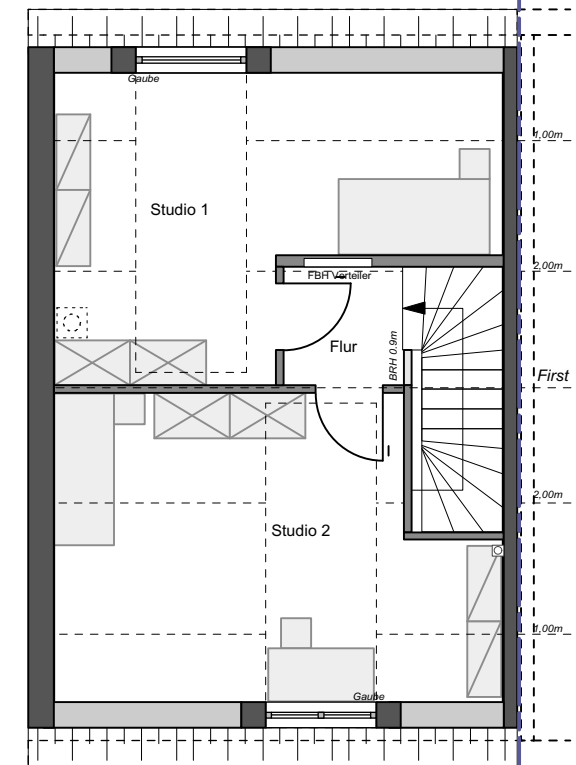 Gaube
1,00m
Studio 1
2,00m
FBH Verteiler
Flur
BRH 0.9m
First
2,00m
Studio 2
1,00m
Gaube